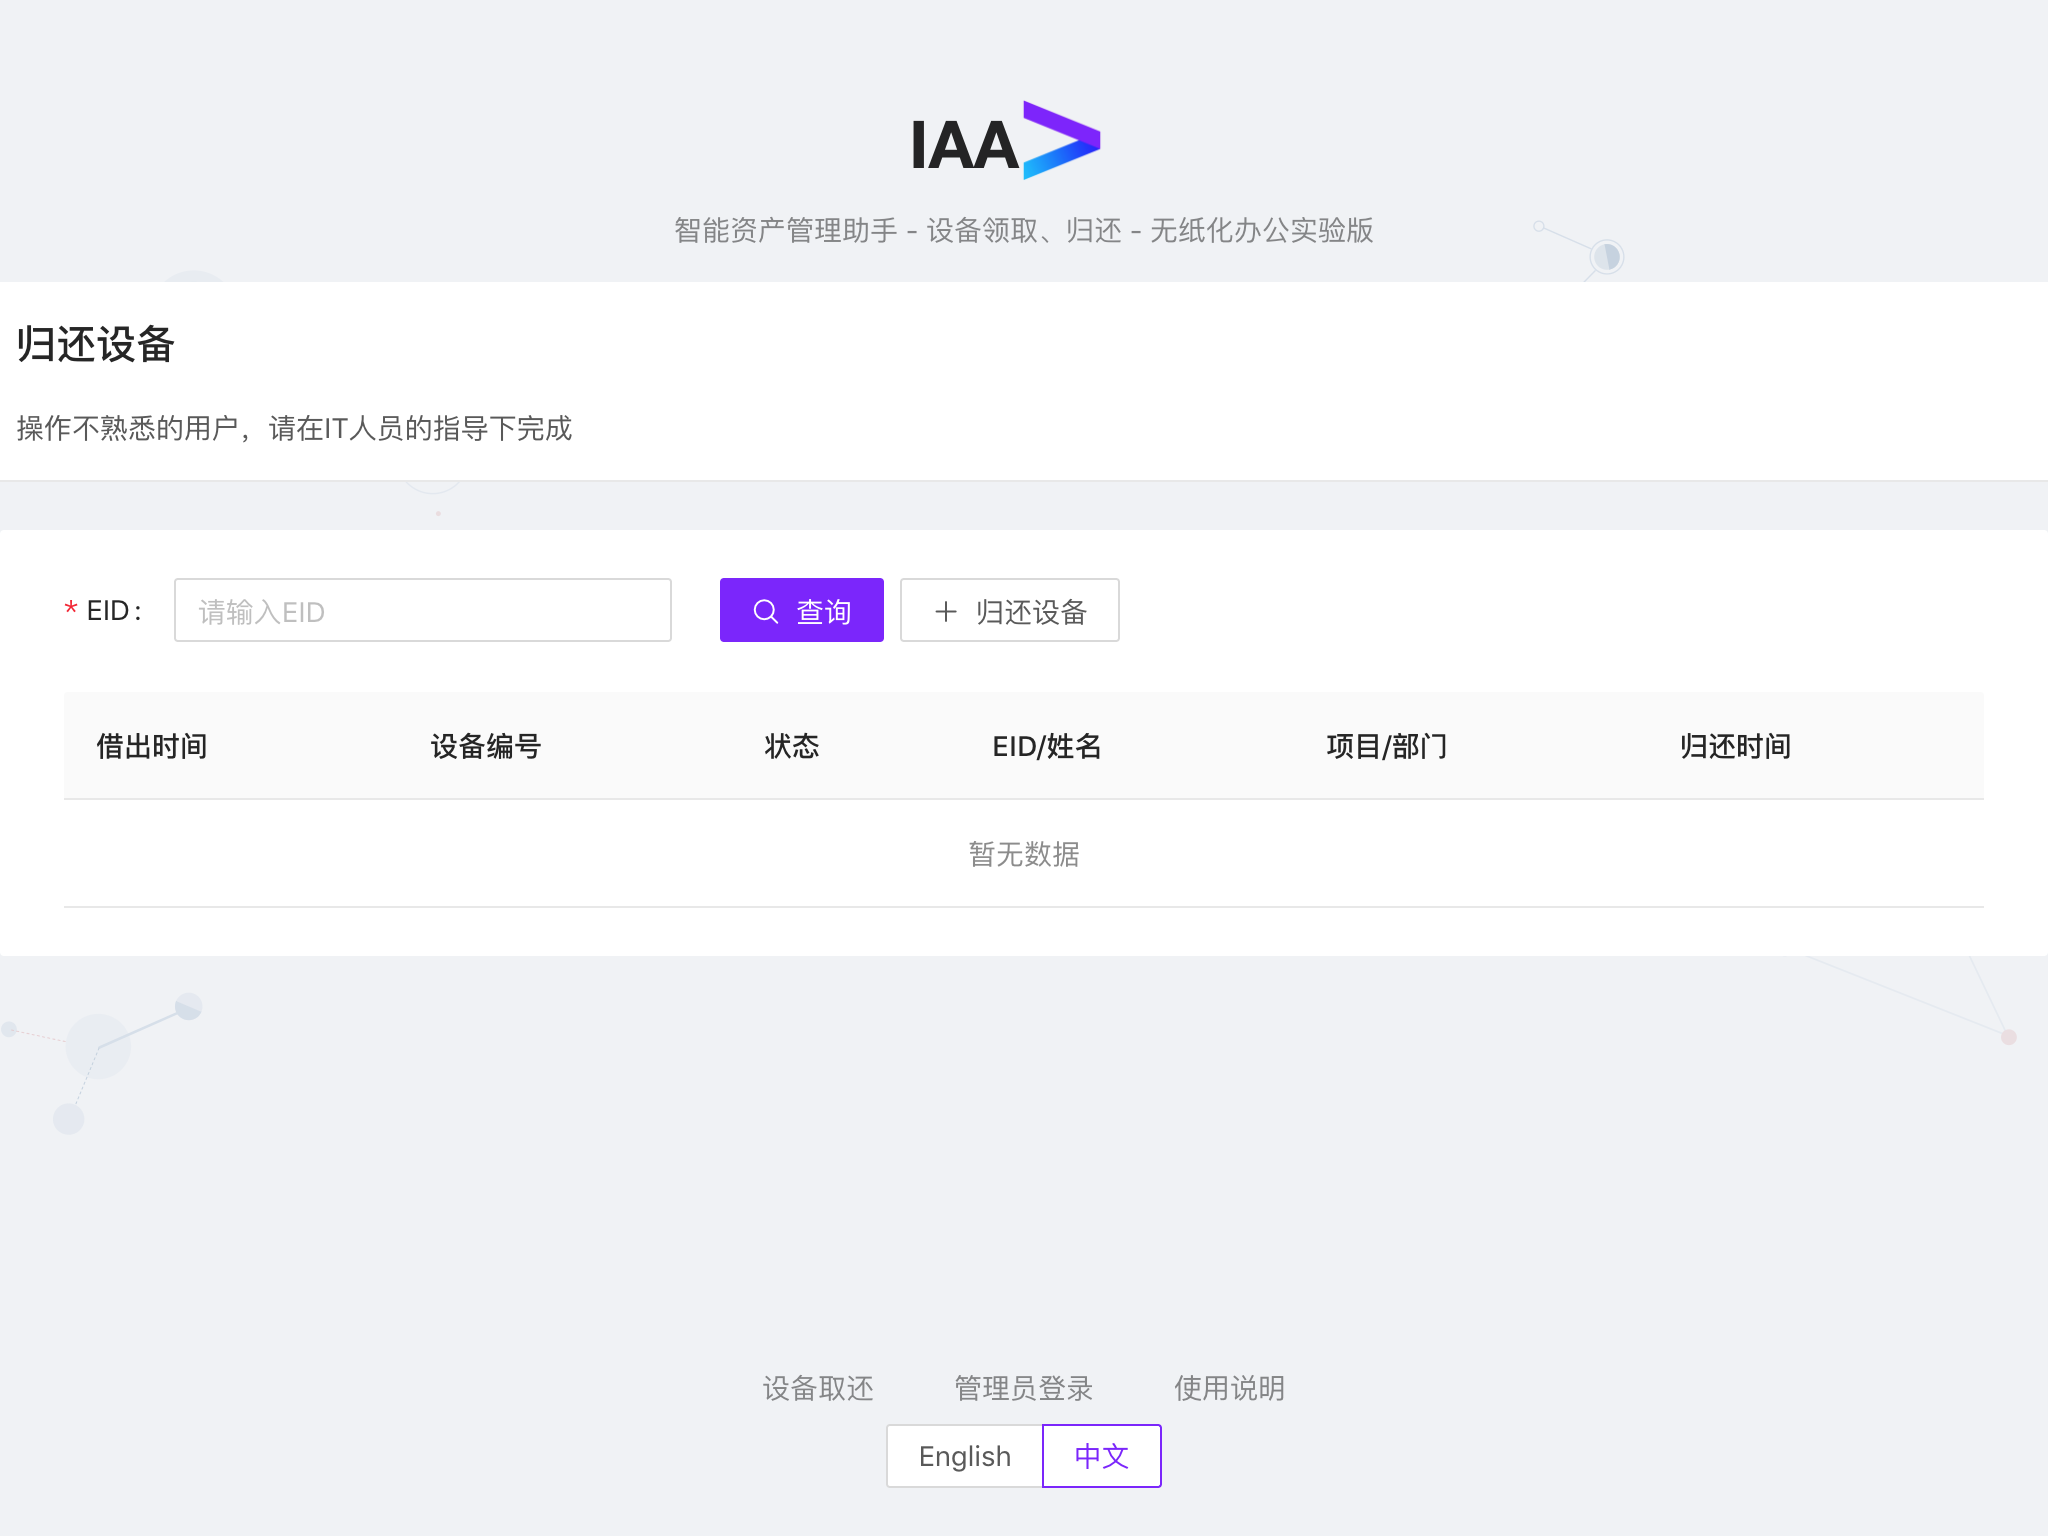 IAA
智能资产管理助手 - 设备领取、归还 - 无纸化办公实验版
归还设备
操作不熟悉的用户，请在IT人员的指导下完成
* EID: 请输入EID 查询 归还设备
借出时间 设备编号 状态 EID/姓名 项目/部门 归还时间
暂无数据
设备取还 管理员登录 使用说明
English 中文